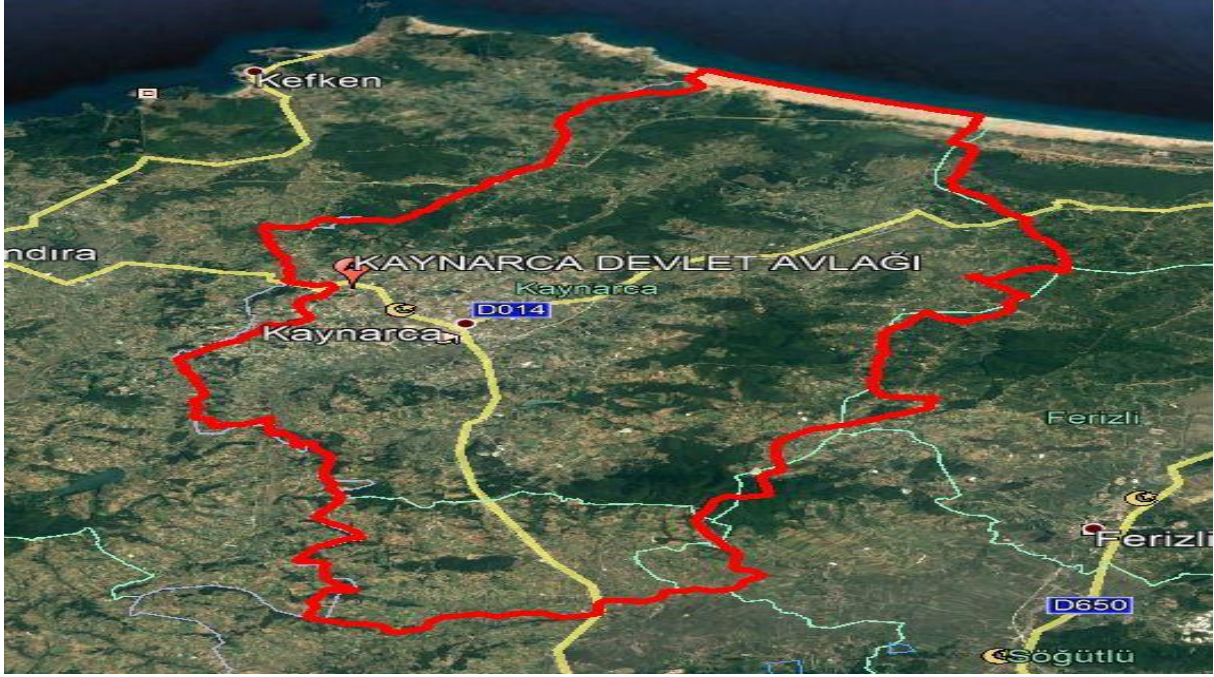 Kefken
ndıra
KAYNARCA DEVLET AVLAĞI
Kaynarca
D014
Kaynarca
Ferizli
Ferizli
D650
Söğütlü